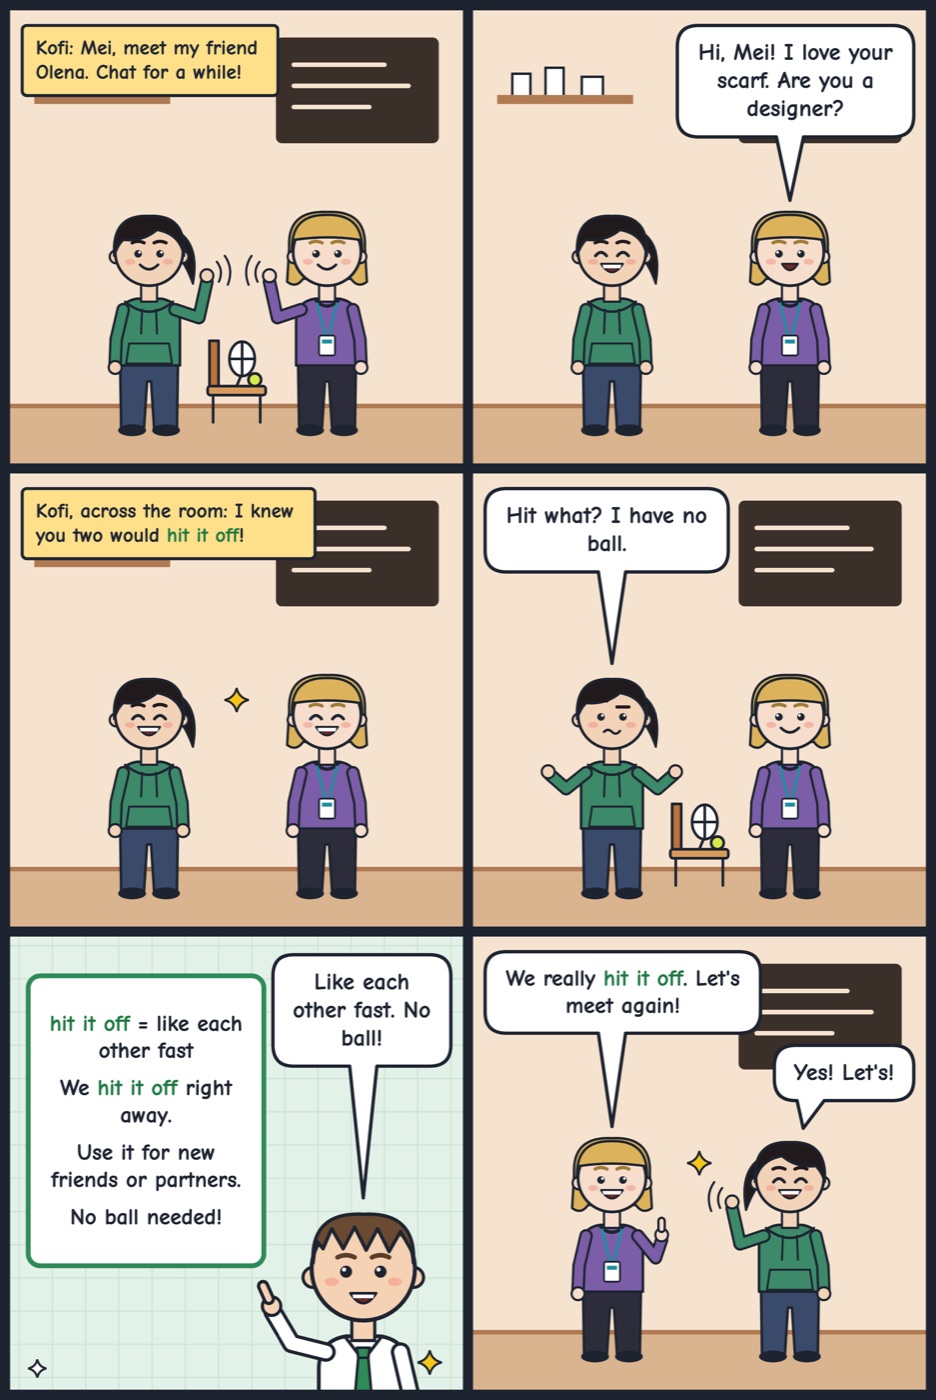 Kofi: Mei, meet my friend
Olena. Chat for a while!
Hi, Mei! I love your
scarf. Are you a
designer?
Kofi, across the room: I knew
you two would hit it off!
Hit what? I have no
ball.
hit it off = like each
other fast
We hit it off right
away.
Use it for new
friends or partners.
No ball needed!
Like each
other fast. No
ball!
We really hit it off. Let's
meet again!
Yes! Let's!